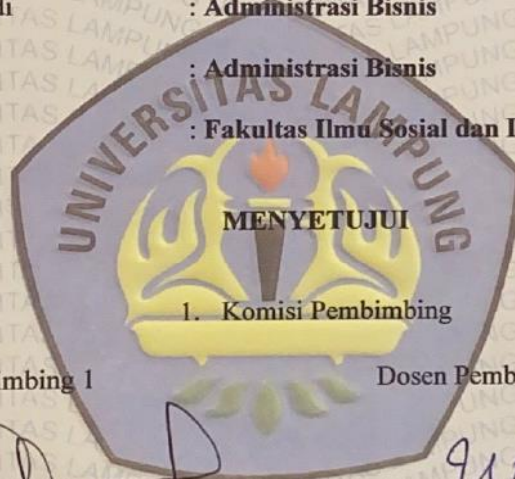 : Administrasi Bisnis
: Administrasi Bisnis
: Fakultas Ilmu Sosial dan I
UNIVERSITAS LAMPUNG
MENYETUJUI
1. Komisi Pembimbing
mbing 1 Dosen Pemb